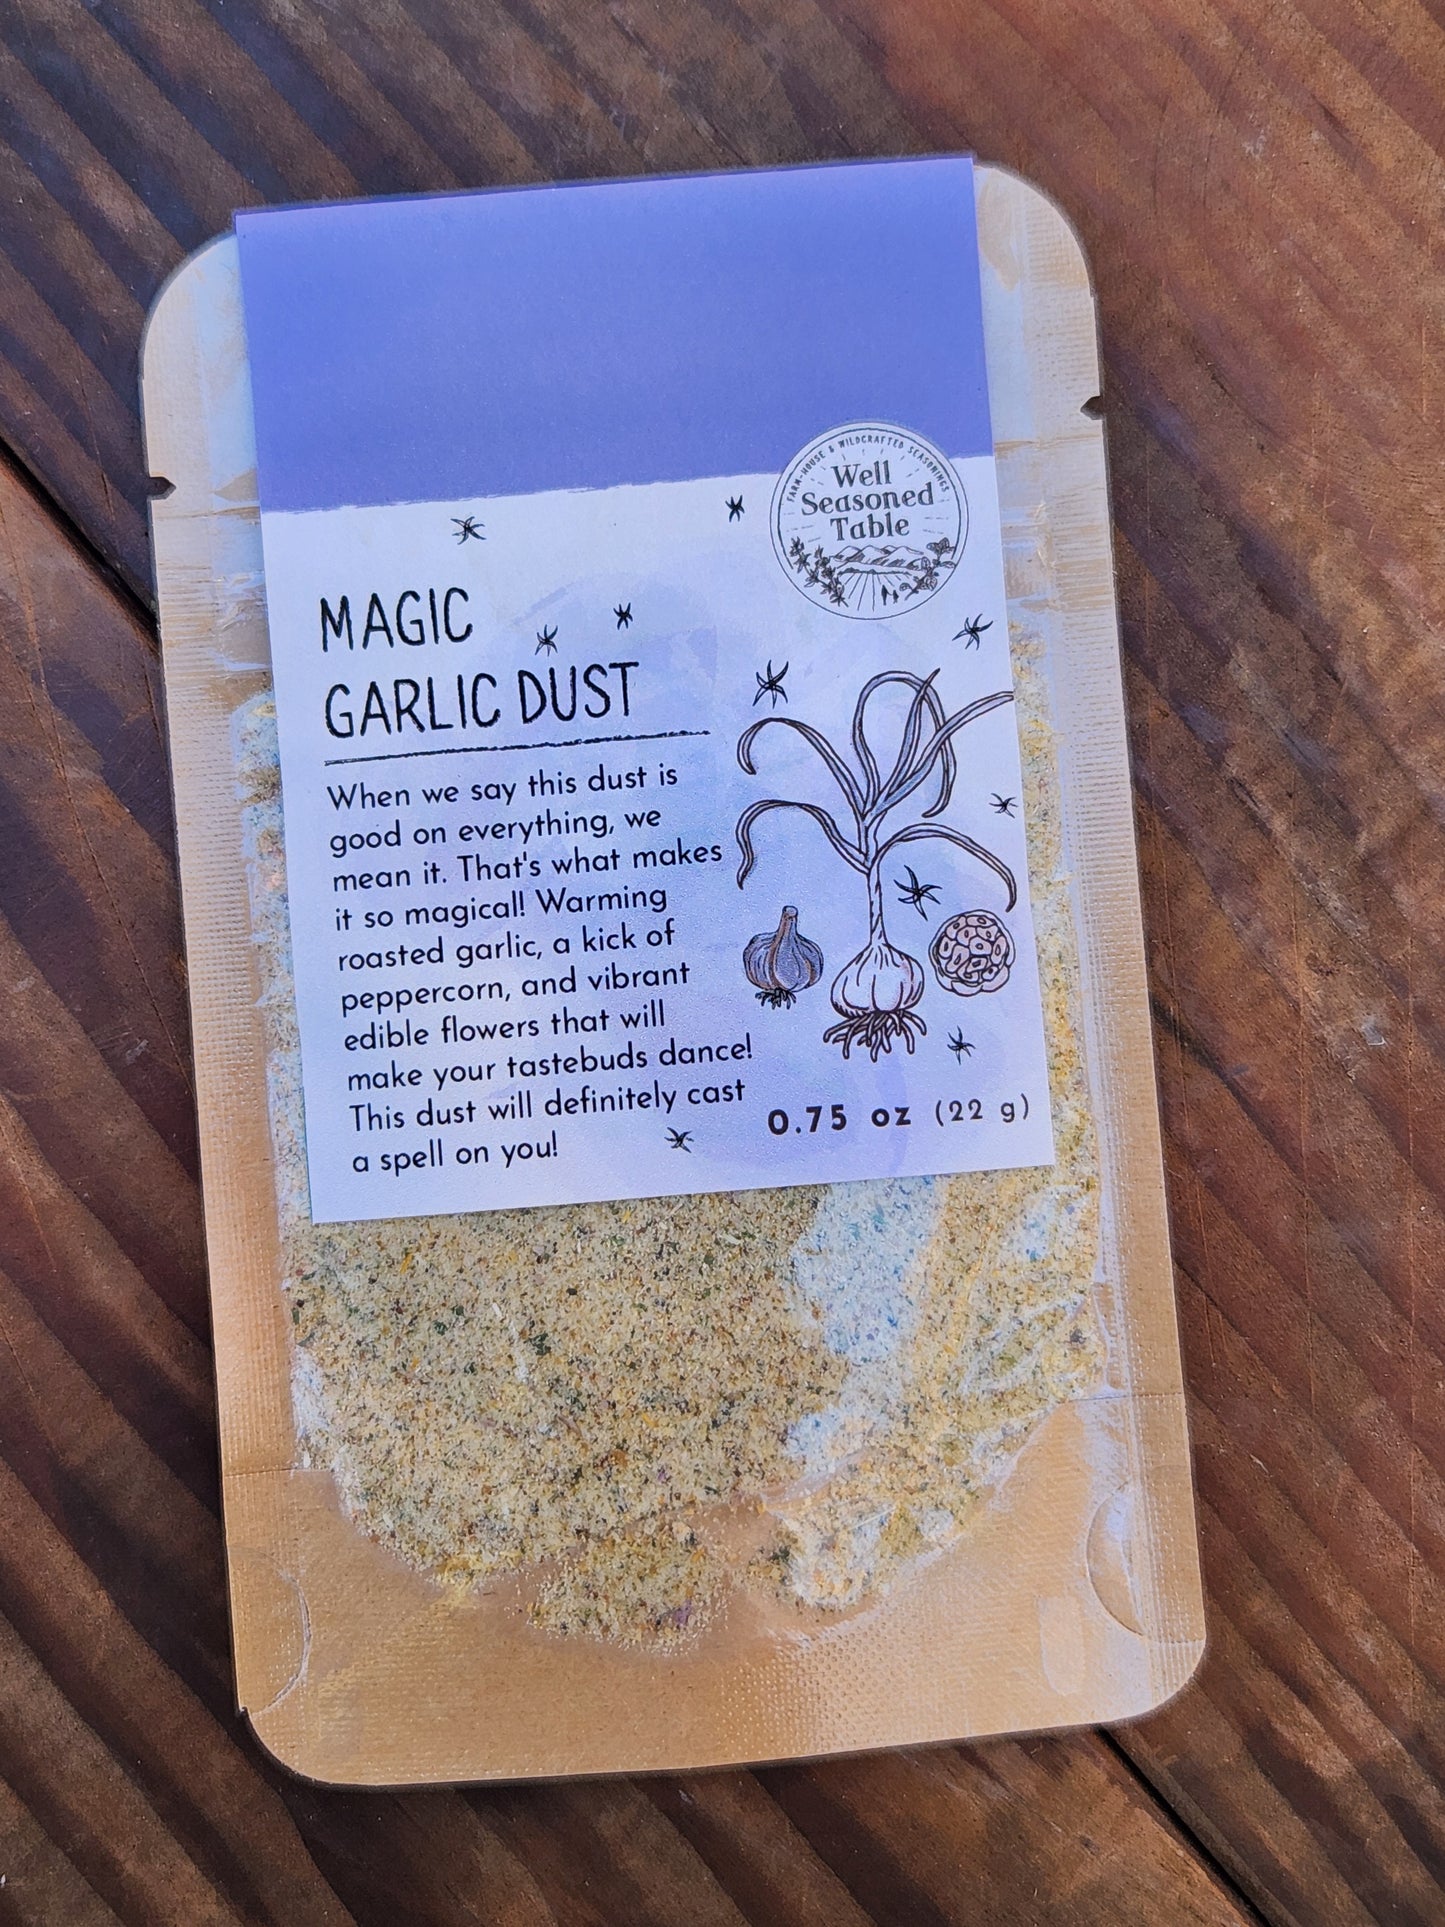 FARM-HOUSE & WILDCRAFTED SEASONINGS
Well
Seasoned
Table
MAGIC
GARLIC DUST
When we say this dust is
good on everything, we
mean it. That's what makes
it so magical! Warming
roasted garlic, a kick of
peppercorn, and vibrant
edible flowers that will
make your tastebuds dance!
This dust will definitely cast
a spell on you!
0.75 oz (22 g)